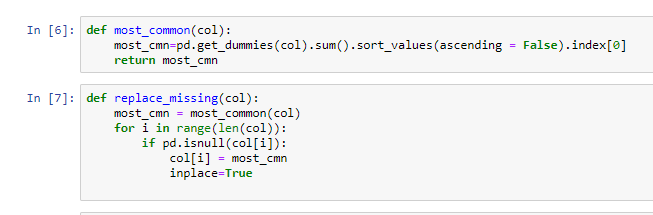 In [6]: def most_common(col):
    most_cmn=pd.get_dummies(col).sum().sort_values(ascending = False).index[0]
    return most_cmn
In [7]: def replace_missing(col):
    most_cmn = most_common(col)
    for i in range(len(col)):
        if pd.isnull(col[i]):
            col[i] = most_cmn
            inplace=True